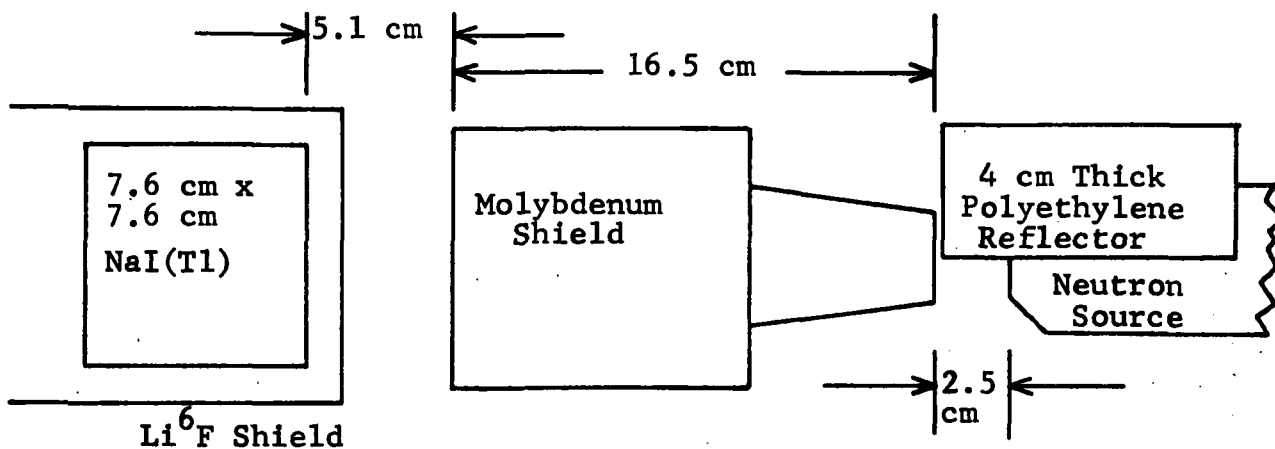 5.1 cm
16.5 cm
7.6 cm x
7.6 cm
NaI(Tl)
Molybdenum
Shield
4 cm Thick
Polyethylene
Reflector
Neutron
Source
2.5
cm
Li⁶F Shield